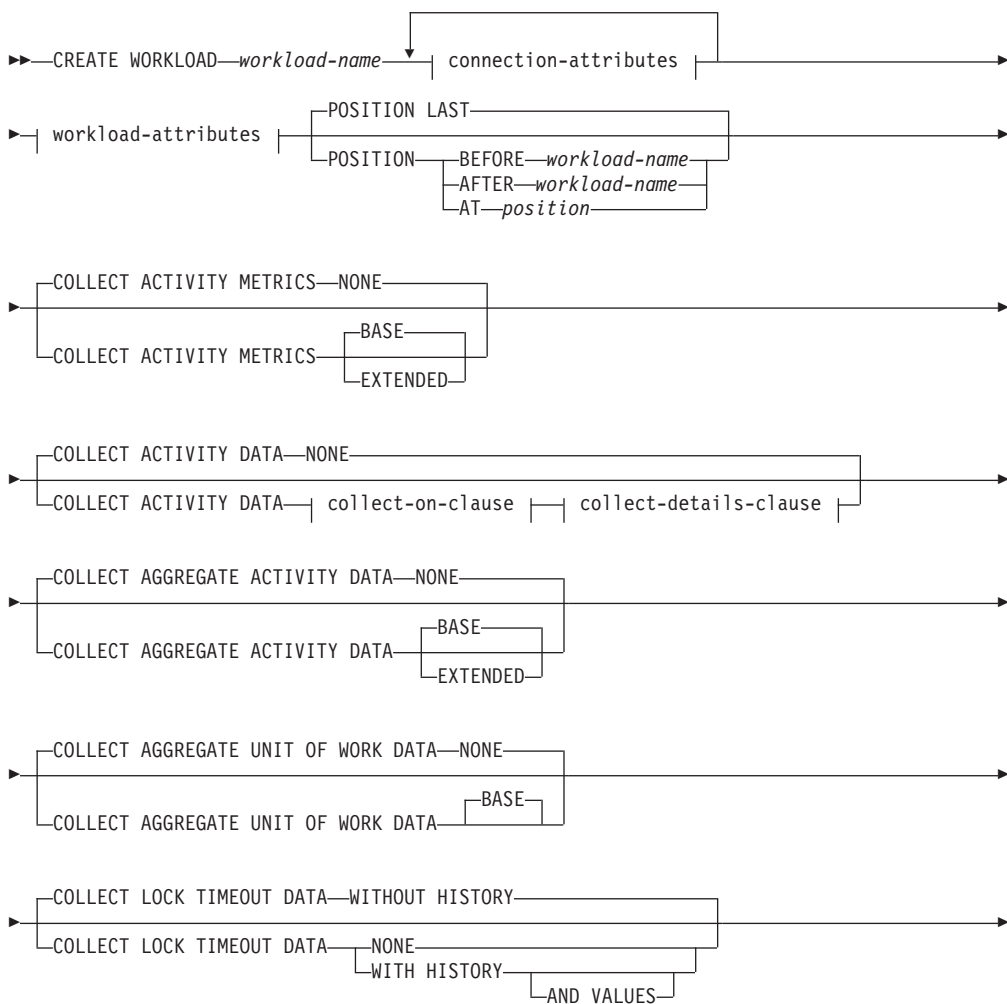 CREATE WORKLOAD workload-name connection-attributes
workload-attributes
POSITION LAST
POSITION BEFORE workload-name
AFTER workload-name
AT position
COLLECT ACTIVITY METRICS NONE
COLLECT ACTIVITY METRICS
BASE
EXTENDED
COLLECT ACTIVITY DATA NONE
COLLECT ACTIVITY DATA collect-on-clause collect-details-clause
COLLECT AGGREGATE ACTIVITY DATA NONE
COLLECT AGGREGATE ACTIVITY DATA
BASE
EXTENDED
COLLECT AGGREGATE UNIT OF WORK DATA NONE
COLLECT AGGREGATE UNIT OF WORK DATA
BASE
COLLECT LOCK TIMEOUT DATA WITHOUT HISTORY
COLLECT LOCK TIMEOUT DATA NONE
WITH HISTORY
AND VALUES